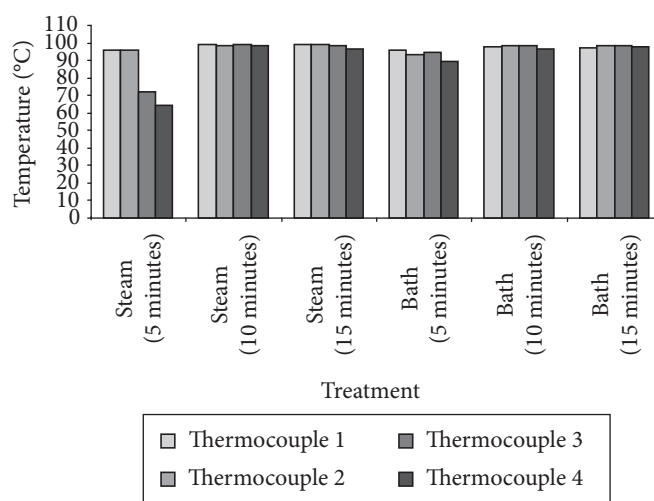 110
100
90
80
70
60
50
40
30
20
10
0
Temperature (°C)
Steam
(5 minutes)
Steam
(10 minutes)
Steam
(15 minutes)
Bath
(5 minutes)
Bath
(10 minutes)
Bath
(15 minutes)
Treatment
Thermocouple 1
Thermocouple 3
Thermocouple 2
Thermocouple 4